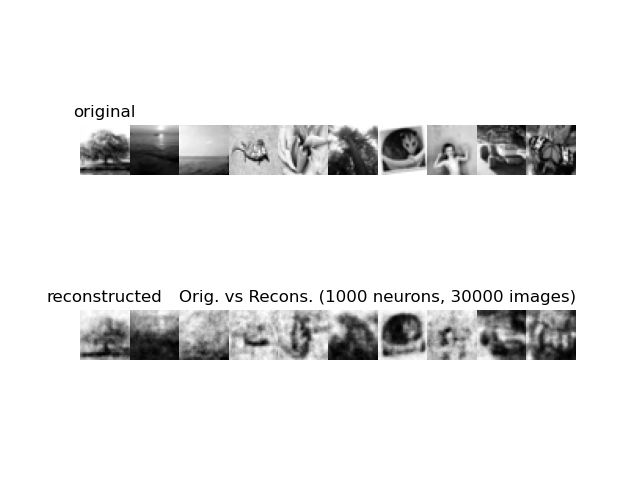 original
reconstructed
Orig. vs Recons. (1000 neurons, 30000 images)